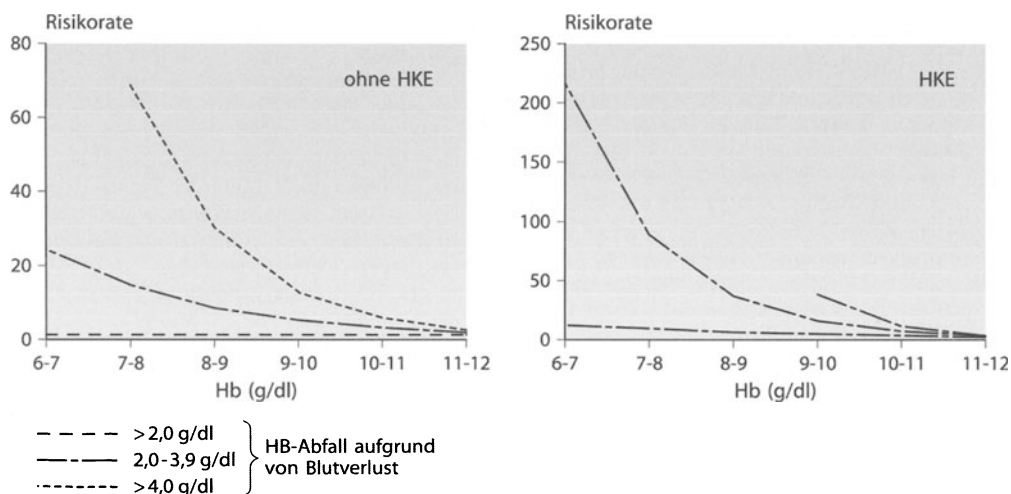 Risikorate
80
60
40
20
0
ohne HKE
6-7 7-8 8-9 9-10 10-11 11-12
Hb (g/dl)
Risikorate
250
200
150
100
50
0
HKE
6-7 7-8 8-9 9-10 10-11 11-12
Hb (g/dl)
>2,0 g/dl
2,0-3,9 g/dl
>4,0 g/dl
HB-Abfall aufgrund
von Blutverlust